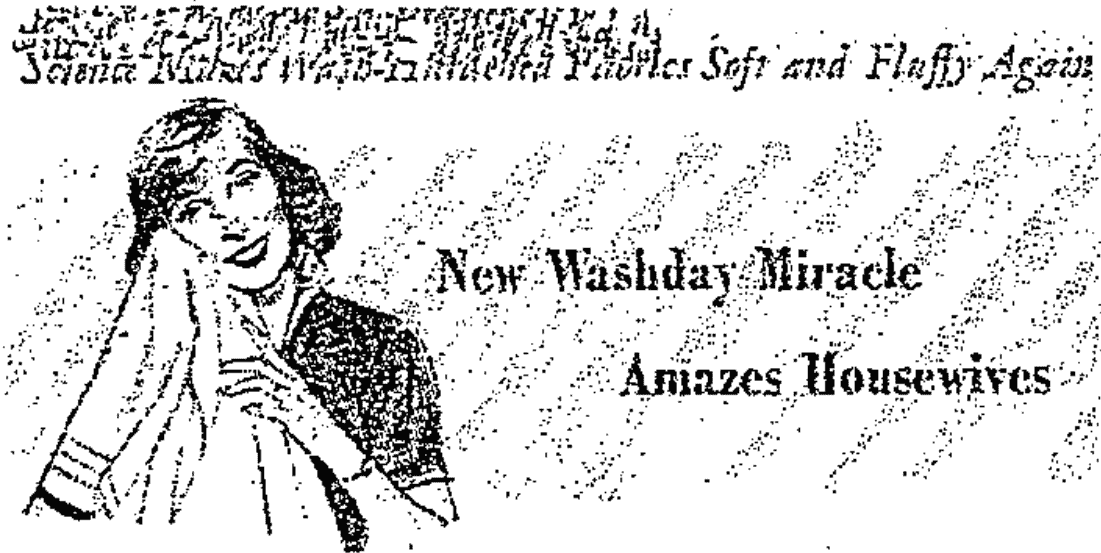 Science Makes Wash-Hardened Fabrics Soft and Fluffy Again
New Washday Miracle
Amazes Housewives